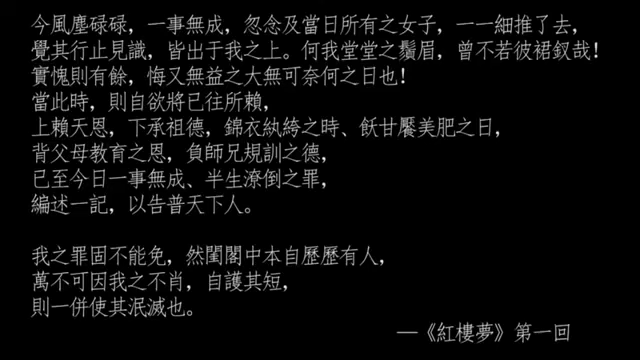 今風塵碌碌，一事無成，忽念及當日所有之女子，一一細推了去，
覺其行止見識，皆出于我之上。何我堂堂之鬚眉，曾不若彼裙釵哉！
實愧則有餘，悔又無益之大無可奈何之日也！
當此時，則自欲將已往所賴，
上賴天恩，下承祖德，錦衣紈絝之時、飫甘饜美肥之日，
背父母教育之恩，負師兄規訓之德，
已至今日一事無成、半生潦倒之罪，
編述一記，以告普天下人。
我之罪固不能免，然閨閣中本自歷歷有人，
萬不可因我之不肖，自護其短，
則一併使其泯滅也。
—《紅樓夢》第一回